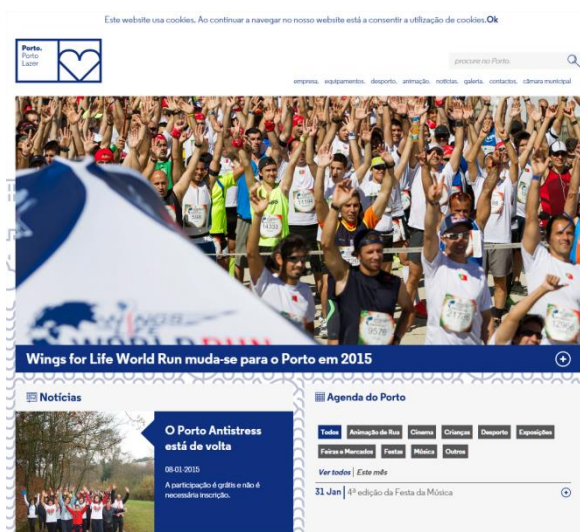 Este website usa cookies. Ao continuar a navegar no nosso website está a consentir a utilização de cookies.Ok
Porto.
Porto
Lazer
procure no Porto.
empresa. equipamentos. desporto. animação. notícias. galeria. contactos. câmara municipal
WINGS
WORLD RUN
Wings for Life World Run muda-se para o Porto em 2015
Notícias
O Porto Antistress
está de volta
08-01-2015
A participação é grátis e não é
necessária inscrição.
Agenda do Porto
Todos Animação de Rua Cinema Crianças Desporto Exposições
Feiras e Mercados Festas Música Outros
Ver todos | Este mês
31 Jan | 4ª edição da Festa da Música